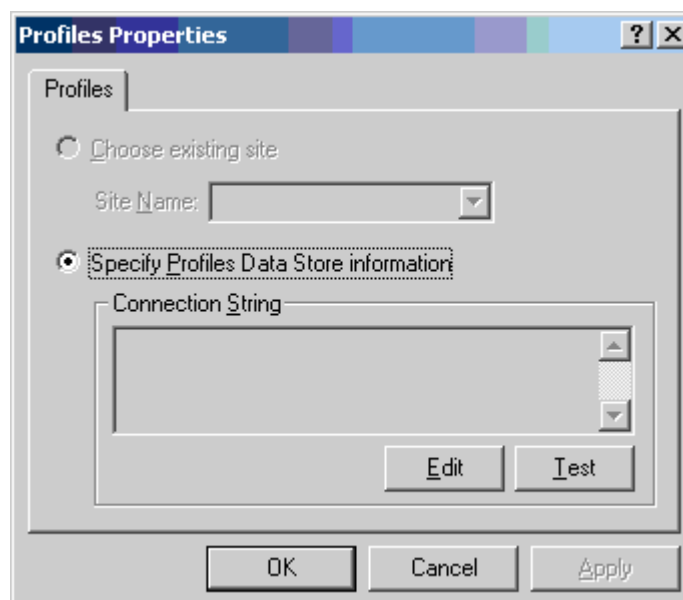 Profiles Properties
Profiles
Choose existing site
Site Name:
Specify Profiles Data Store information
Connection String
Edit Test
OK Cancel Apply